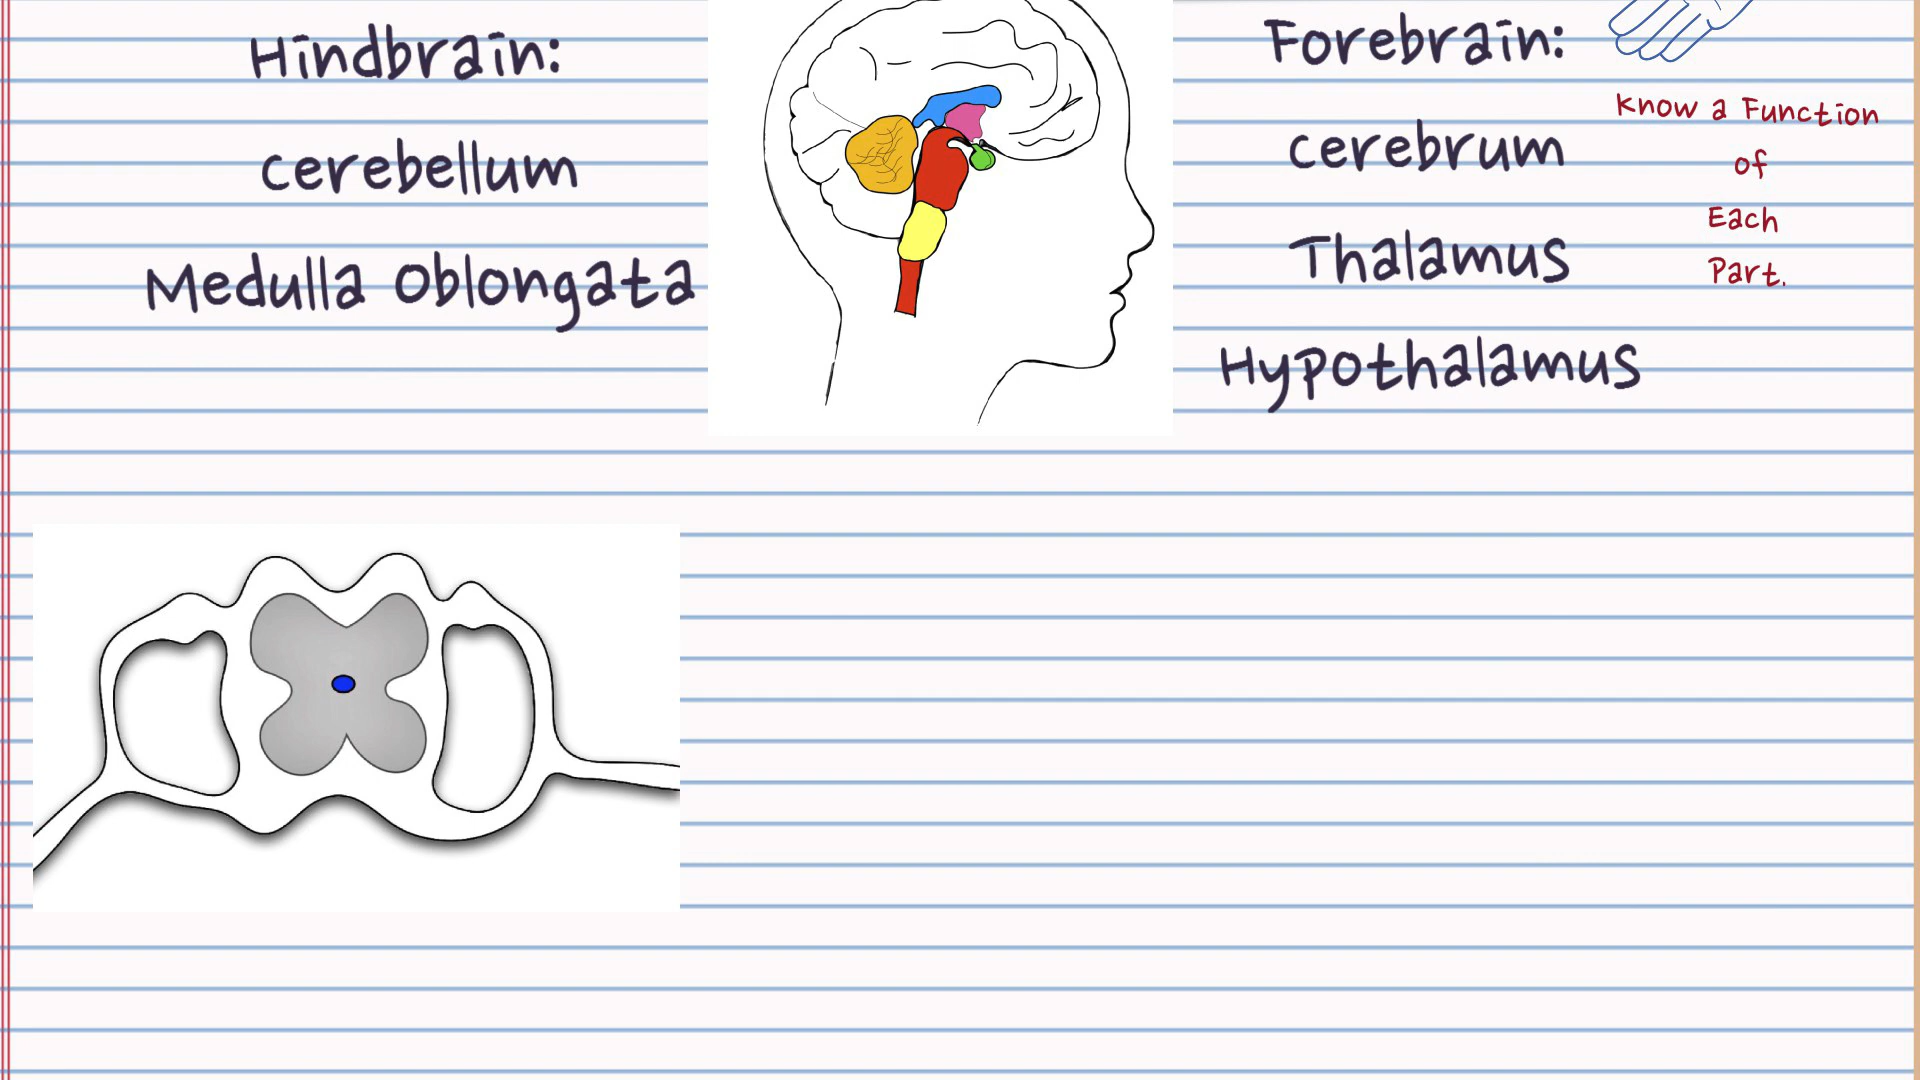 Hindbrain:
cerebellum
Medulla Oblongata
Forebrain:
cerebrum
Thalamus
Hypothalamus
Know a Function
of
Each
Part.